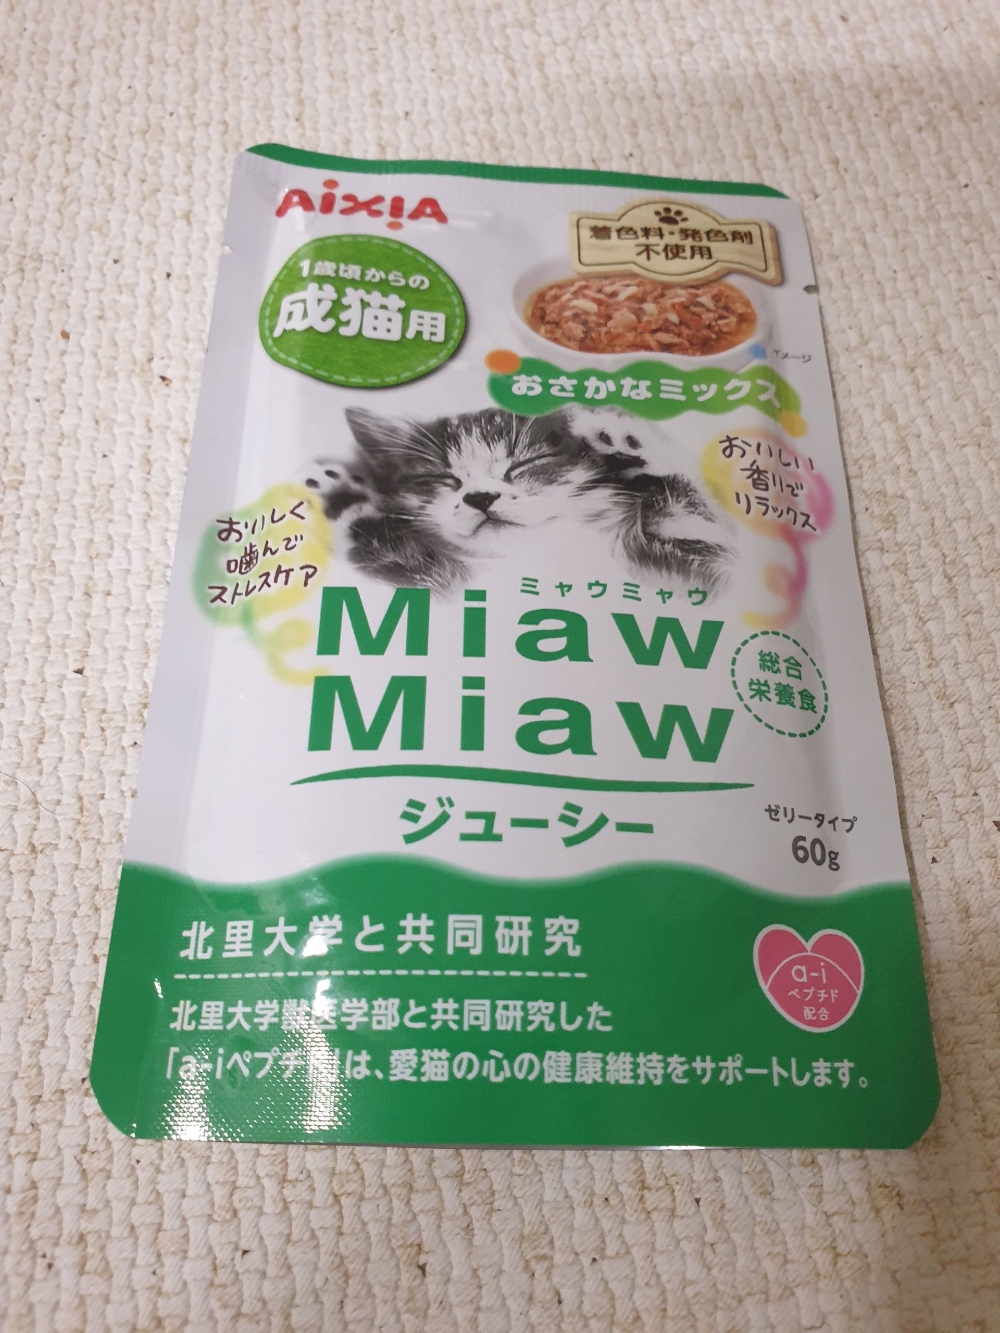 AIXIA
着色料・発色剤
不使用
1歳頃からの
成猫用
イメージ
おさかなミックス
おいしい
香りで
リラックス
おいしく
噛んで
ストレスケア
ミャウミャウ
Miaw
Miaw
総合
栄養食
ジューシー
ゼリータイプ
60g
北里大学と共同研究
a-i
ペプチド
配合
北里大学獣医学部と共同研究した
「a-iペプチド」は、愛猫の心の健康維持をサポートします。